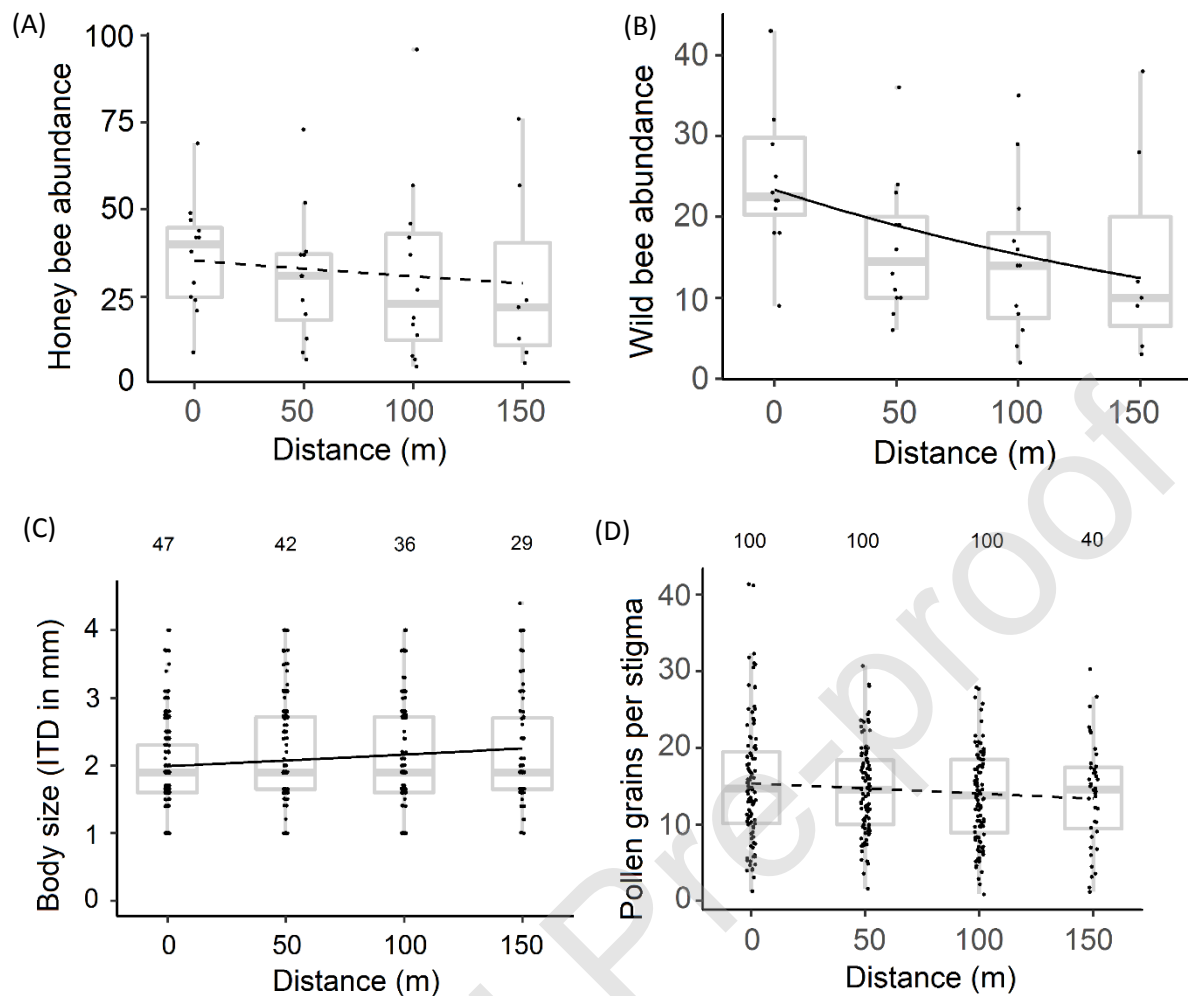 (A)
Honey bee abundance
100
75
50
25
0
0 50 100 150
Distance (m)
(B)
Wild bee abundance
40
30
20
10
0
0 50 100 150
Distance (m)
(C)
47 42 36 29
Body size (ITD in mm)
4
3
2
1
0
0 50 100 150
Distance (m)
(D)
100 100 100 40
Pollen grains per stigma
40
30
20
10
0
0 50 100 150
Distance (m)
Pre-proof